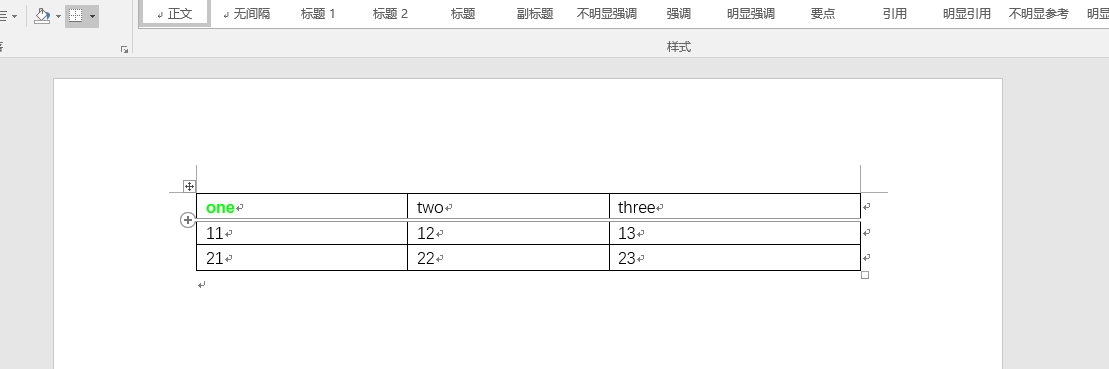 正文 无间隔 标题 1 标题 2 标题 副标题 不明显强调 强调 明显强调 要点 引用 明显引用 不明显参考 明显
落 样式
one two three
11 12 13
21 22 23